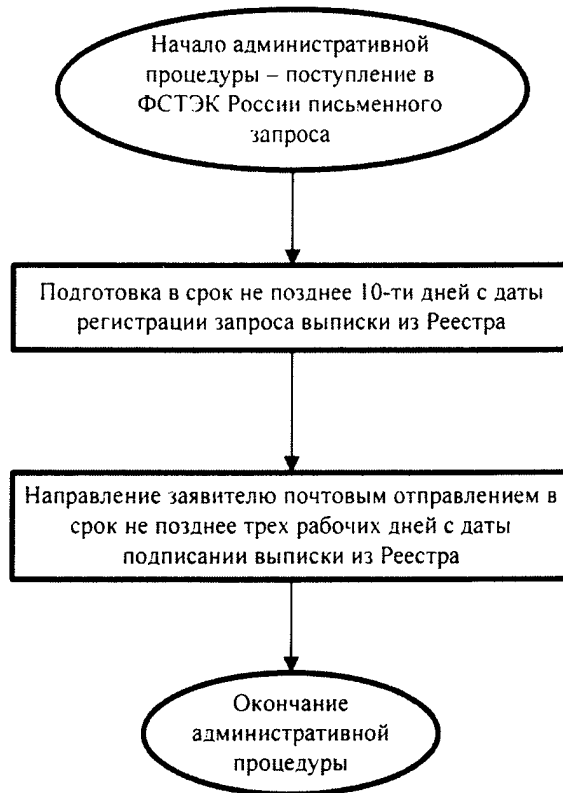 Начало административной
процедуры – поступление в
ФСТЭК России письменного
запроса
Подготовка в срок не позднее 10-ти дней с даты
регистрации запроса выписки из Реестра
Направление заявителю почтовым отправлением в
срок не позднее трех рабочих дней с даты
подписании выписки из Реестра
Окончание
административной
процедуры